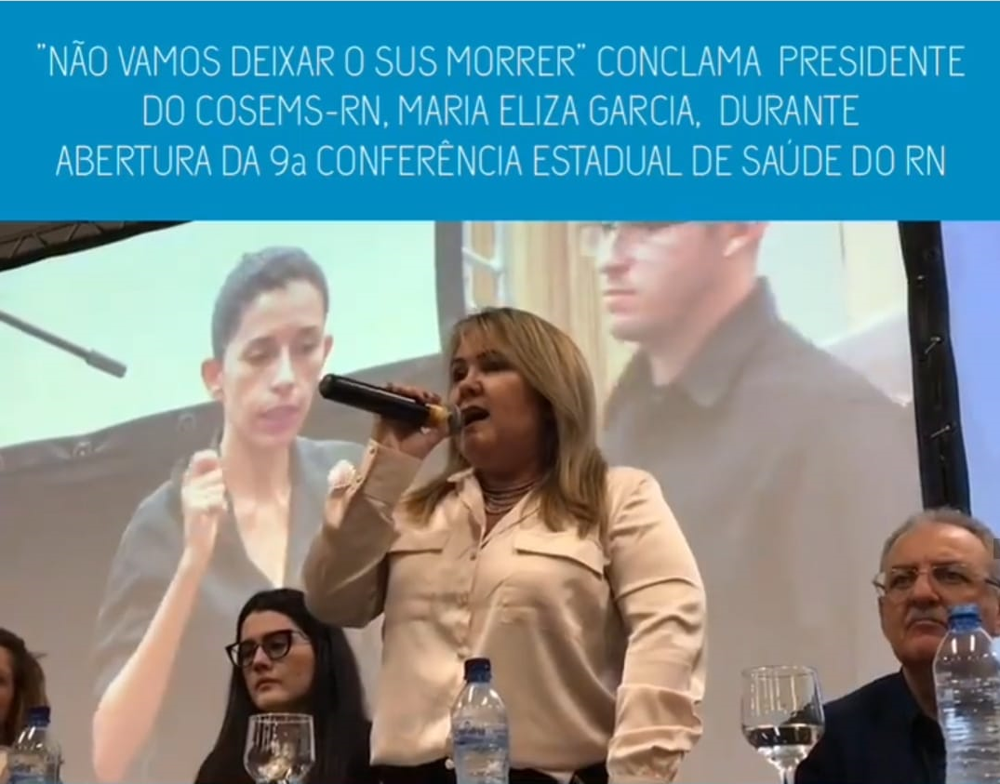 "NÃO VAMOS DEIXAR O SUS MORRER" CONCLAMA PRESIDENTE
DO COSEMS-RN, MARIA ELIZA GARCIA, DURANTE
ABERTURA DA 9a CONFERÊNCIA ESTADUAL DE SAÚDE DO RN